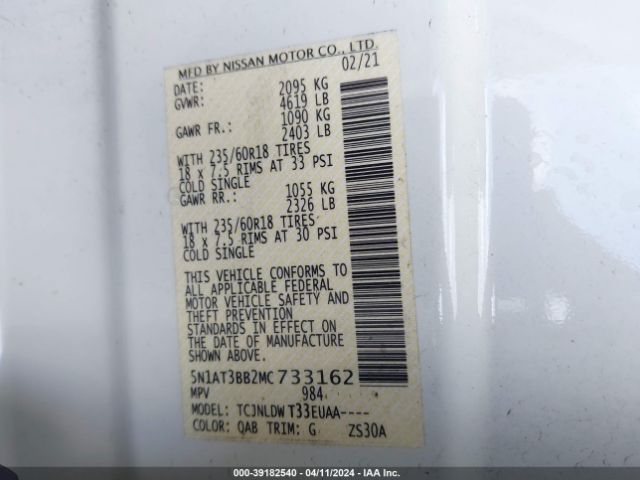 MFD BY NISSAN MOTOR CO., LTD.
DATE: 02/21
GVWR: 2095 KG
4619 LB
GAWR FR.: 1090 KG
2403 LB
WITH 235/60R18 TIRES
18 x 7.5 RIMS AT 33 PSI
COLD SINGLE
GAWR RR.: 1055 KG
2326 LB
WITH 235/60R18 TIRES
18 x 7.5 RIMS AT 30 PSI
COLD SINGLE
THIS VEHICLE CONFORMS TO
ALL APPLICABLE FEDERAL
MOTOR VEHICLE SAFETY AND
THEFT PREVENTION
STANDARDS IN EFFECT ON
THE DATE OF MANUFACTURE
SHOWN ABOVE.
5N1AT3BB2MC733162
MPV 984
MODEL: TCJNLDW T33EUAA----
COLOR: QAB TRIM: G ZS30A
000-39182540 - 04/11/2024 - IAA Inc.